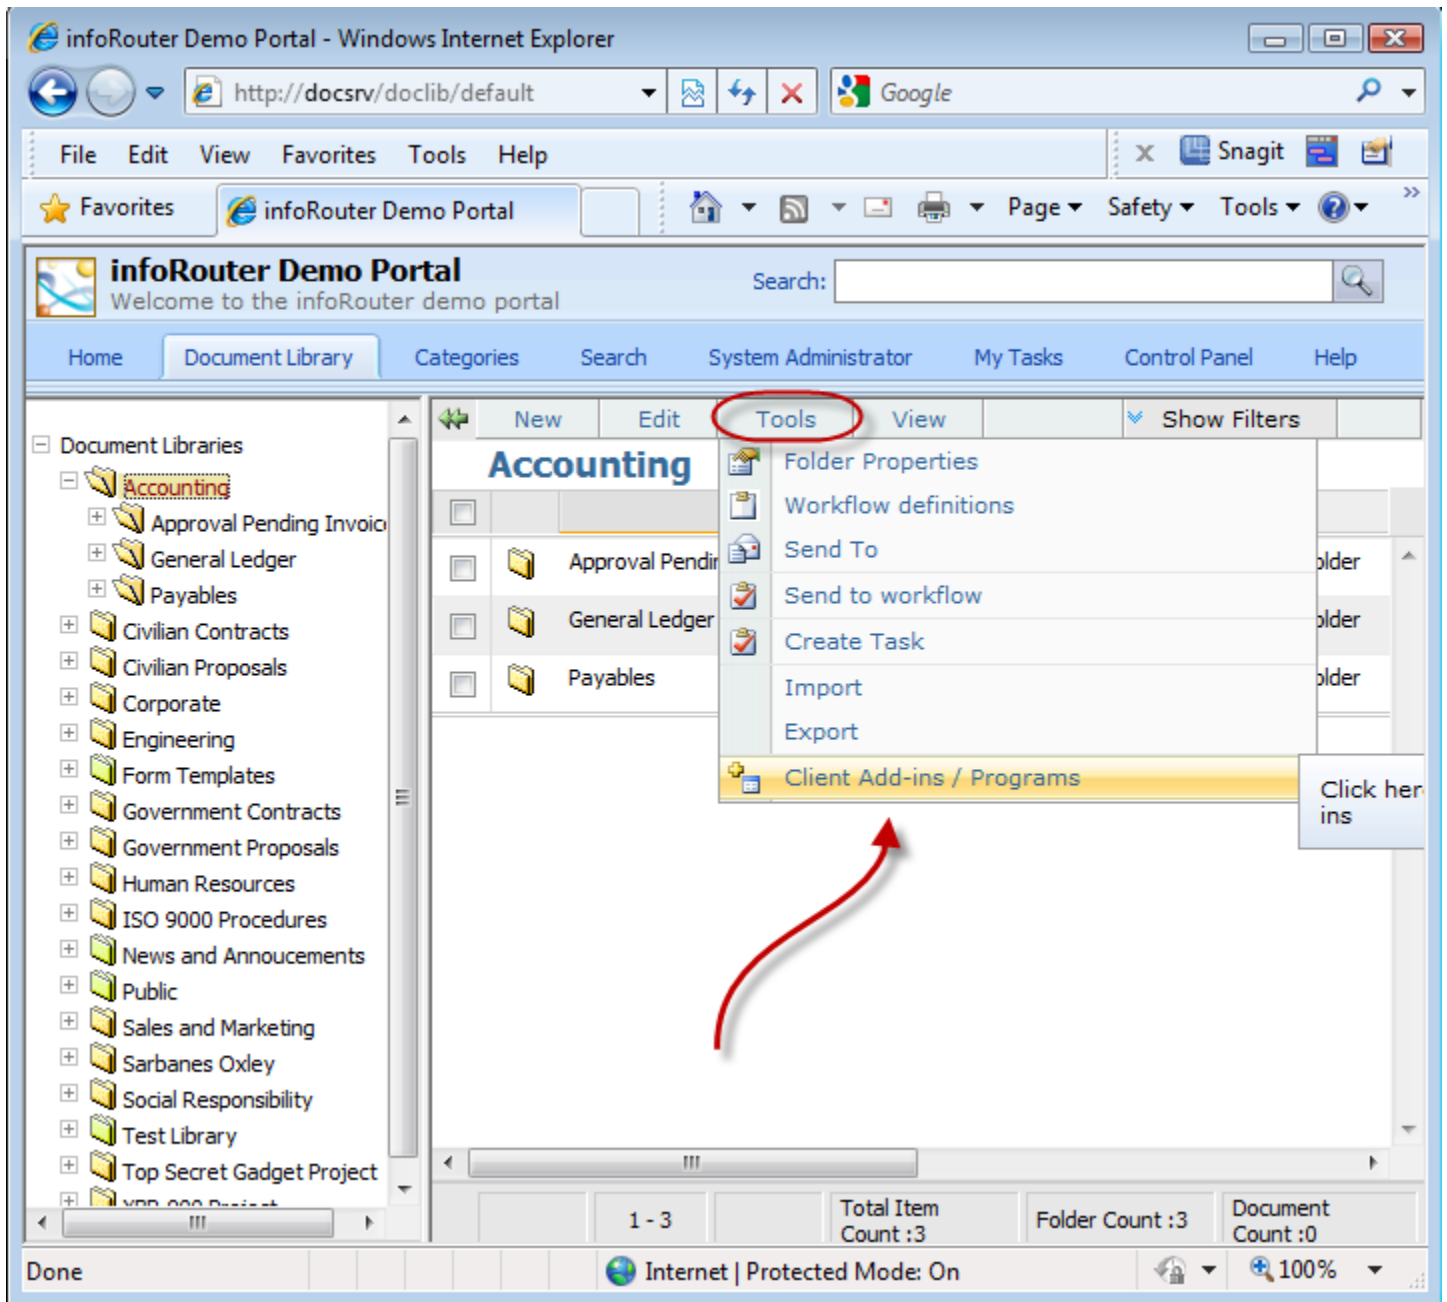 infoRouter Demo Portal - Windows Internet Explorer
http://docsrv/doclib/default
Google
File Edit View Favorites Tools Help
x Snagit
Favorites infoRouter Demo Portal Page Safety Tools
infoRouter Demo Portal
Search:
Welcome to the infoRouter demo portal
Home Document Library Categories Search System Administrator My Tasks Control Panel Help
New Edit Tools View Show Filters
Document Libraries
Accounting
Approval Pending Invoic
General Ledger
Payables
Civilian Contracts
Civilian Proposals
Corporate
Engineering
Form Templates
Government Contracts
Government Proposals
Human Resources
ISO 9000 Procedures
News and Annoucements
Public
Sales and Marketing
Sarbanes Oxley
Social Responsibility
Test Library
Top Secret Gadget Project
Accounting
Approval Pendin
older
General Ledger
older
Payables
older
Folder Properties
Workflow definitions
Send To
Send to workflow
Create Task
Import
Export
Client Add-ins / Programs
Click her
ins
1 - 3
Total Item
Count :3
Folder Count :3
Document
Count :0
Done Internet | Protected Mode: On 100%